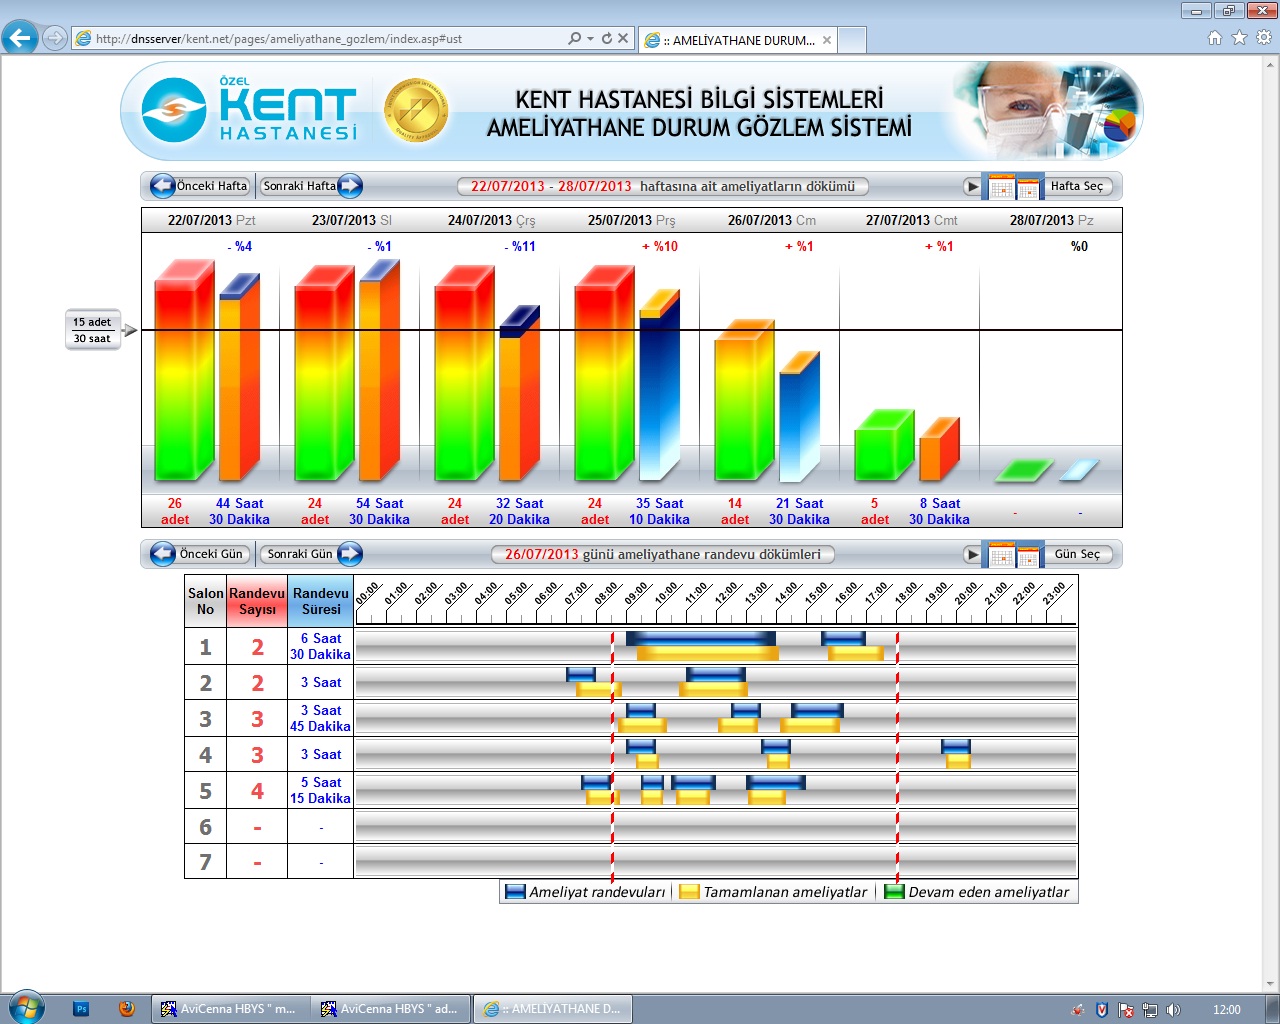 http://dnsserver/kent.net/pages/ameliyathane_gozlem/index.asp#ust
:: AMELİYATHANE DURUM...
ÖZEL
KENT
HASTANESİ
KENT HASTANESİ BİLGİ SİSTEMLERİ
AMELİYATHANE DURUM GÖZLEM SİSTEMİ
Önceki Hafta
Sonraki Hafta
22/07/2013 - 28/07/2013 haftasına ait ameliyatların dökümü
Hafta Seç
22/07/2013 Pzt
23/07/2013 Sl
24/07/2013 Çrş
25/07/2013 Prş
26/07/2013 Cm
27/07/2013 Cmt
28/07/2013 Pz
- %4
- %1
- %11
+ %10
+ %1
+ %1
%0
15 adet
30 saat
26 adet
44 Saat 30 Dakika
24 adet
54 Saat 30 Dakika
24 adet
32 Saat 20 Dakika
24 adet
35 Saat 10 Dakika
14 adet
21 Saat 30 Dakika
5 adet
8 Saat 30 Dakika
-
-
Önceki Gün
Sonraki Gün
26/07/2013 günü ameliyathane randevu dökümleri
Gün Seç
Salon No
Randevu Sayısı
Randevu Süresi
00:00 01:00 02:00 03:00 04:00 05:00 06:00 07:00 08:00 09:00 10:00 11:00 12:00 13:00 14:00 15:00 16:00 17:00 18:00 19:00 20:00 21:00 22:00 23:00
1 2 6 Saat 30 Dakika
2 2 3 Saat
3 3 3 Saat 45 Dakika
4 3 3 Saat
5 4 5 Saat 15 Dakika
6 - -
7 - -
Ameliyat randevuları
Tamamlanan ameliyatlar
Devam eden ameliyatlar
Ps
AviCenna HBYS " m...
AviCenna HBYS " ad...
:: AMELİYATHANE D...
12:00